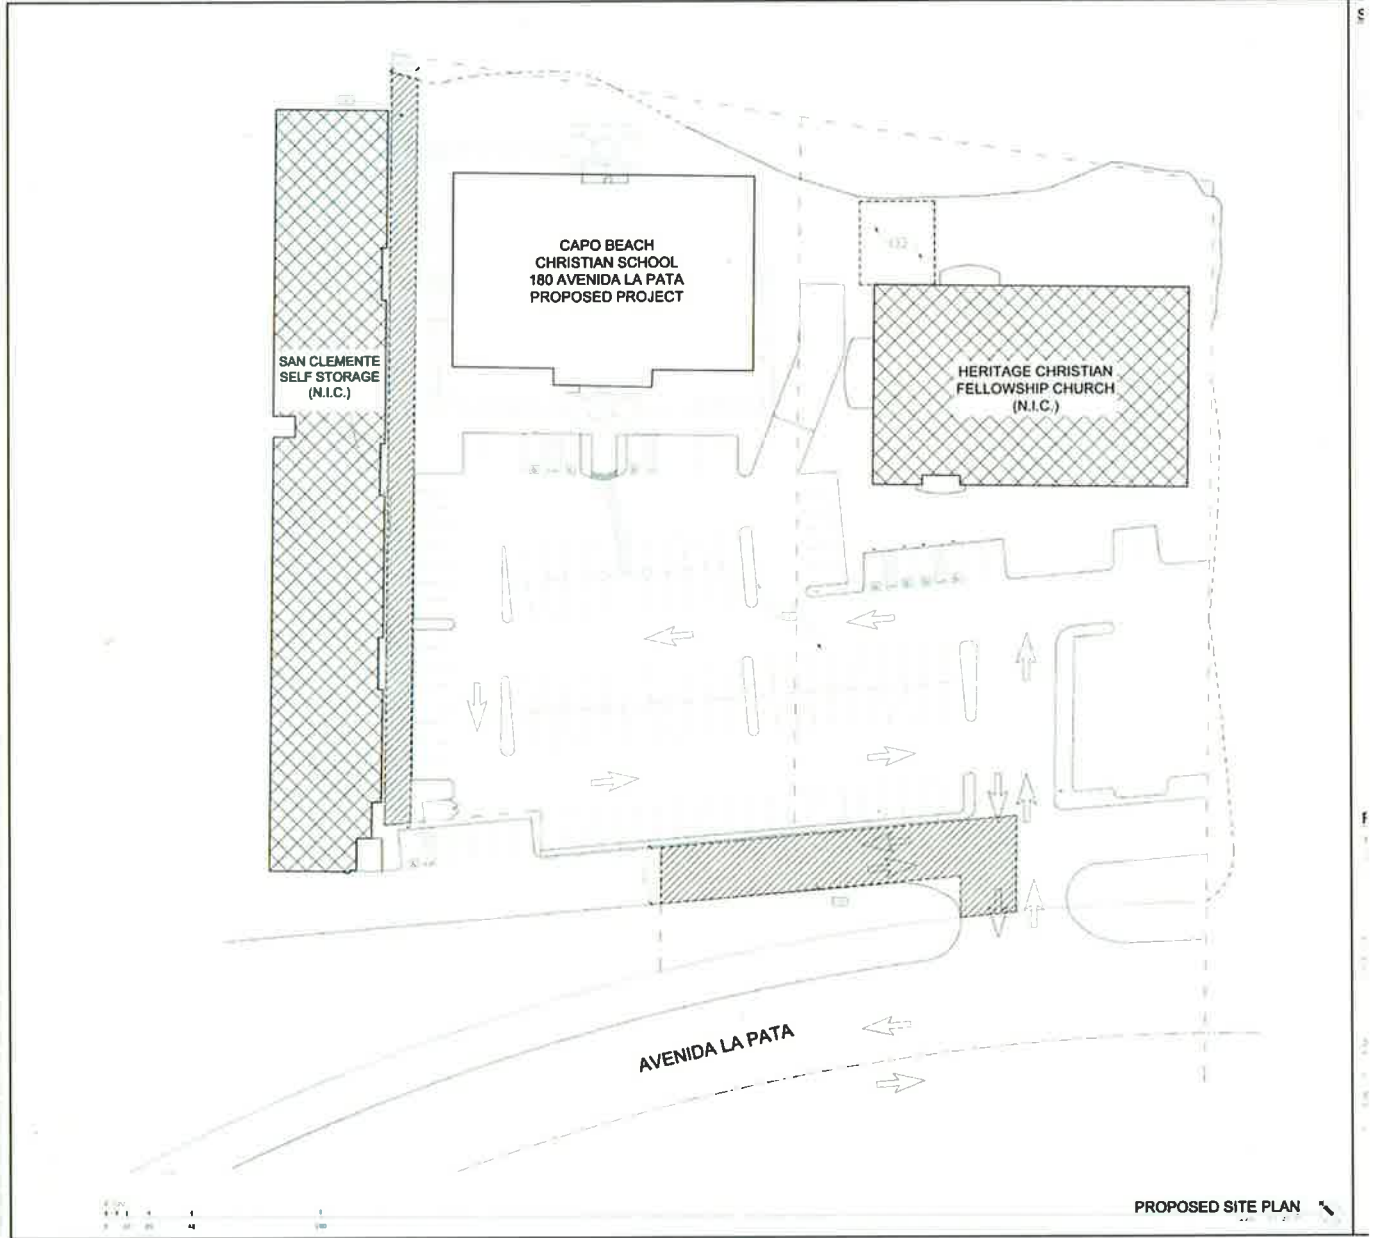 CAPO BEACH
CHRISTIAN SCHOOL
180 AVENIDA LA PATA
PROPOSED PROJECT
SAN CLEMENTE
SELF STORAGE
(N.I.C.)
HERITAGE CHRISTIAN
FELLOWSHIP CHURCH
(N.I.C.)
AVENIDA LA PATA
PROPOSED SITE PLAN